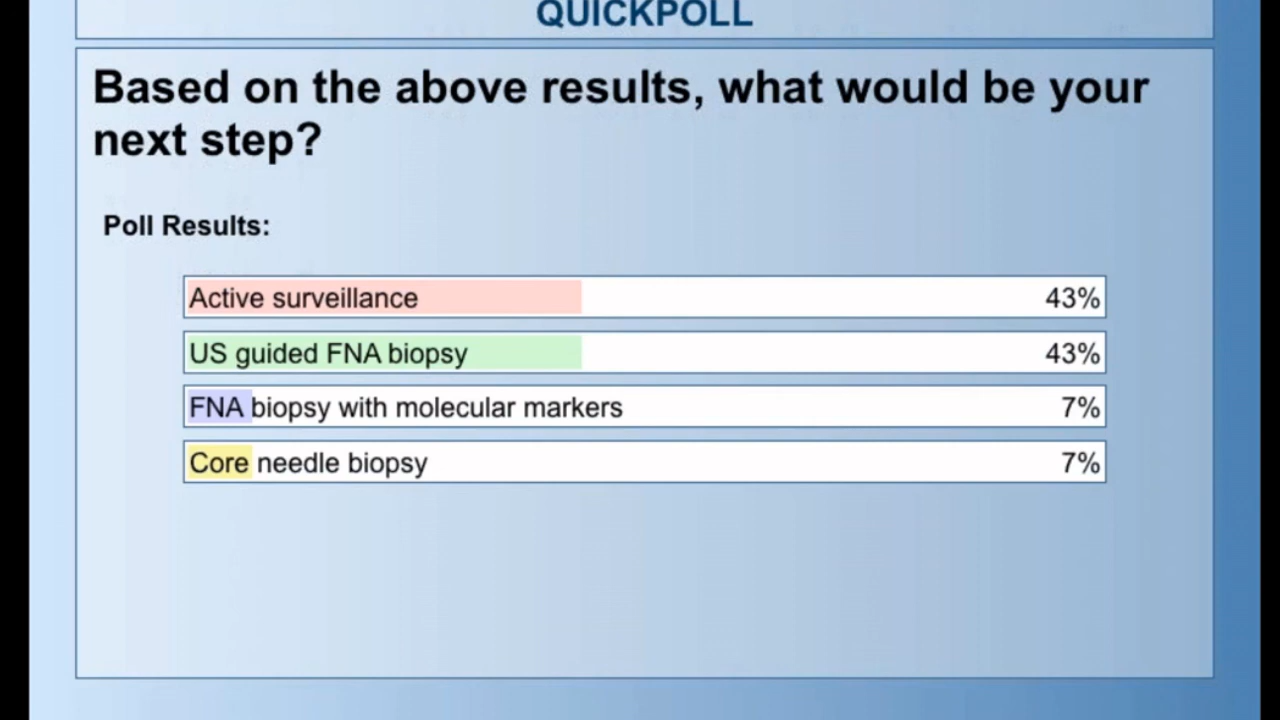 QUICKPOLL
Based on the above results, what would be your
next step?
Poll Results:
Active surveillance 43%
US guided FNA biopsy 43%
FNA biopsy with molecular markers 7%
Core needle biopsy 7%